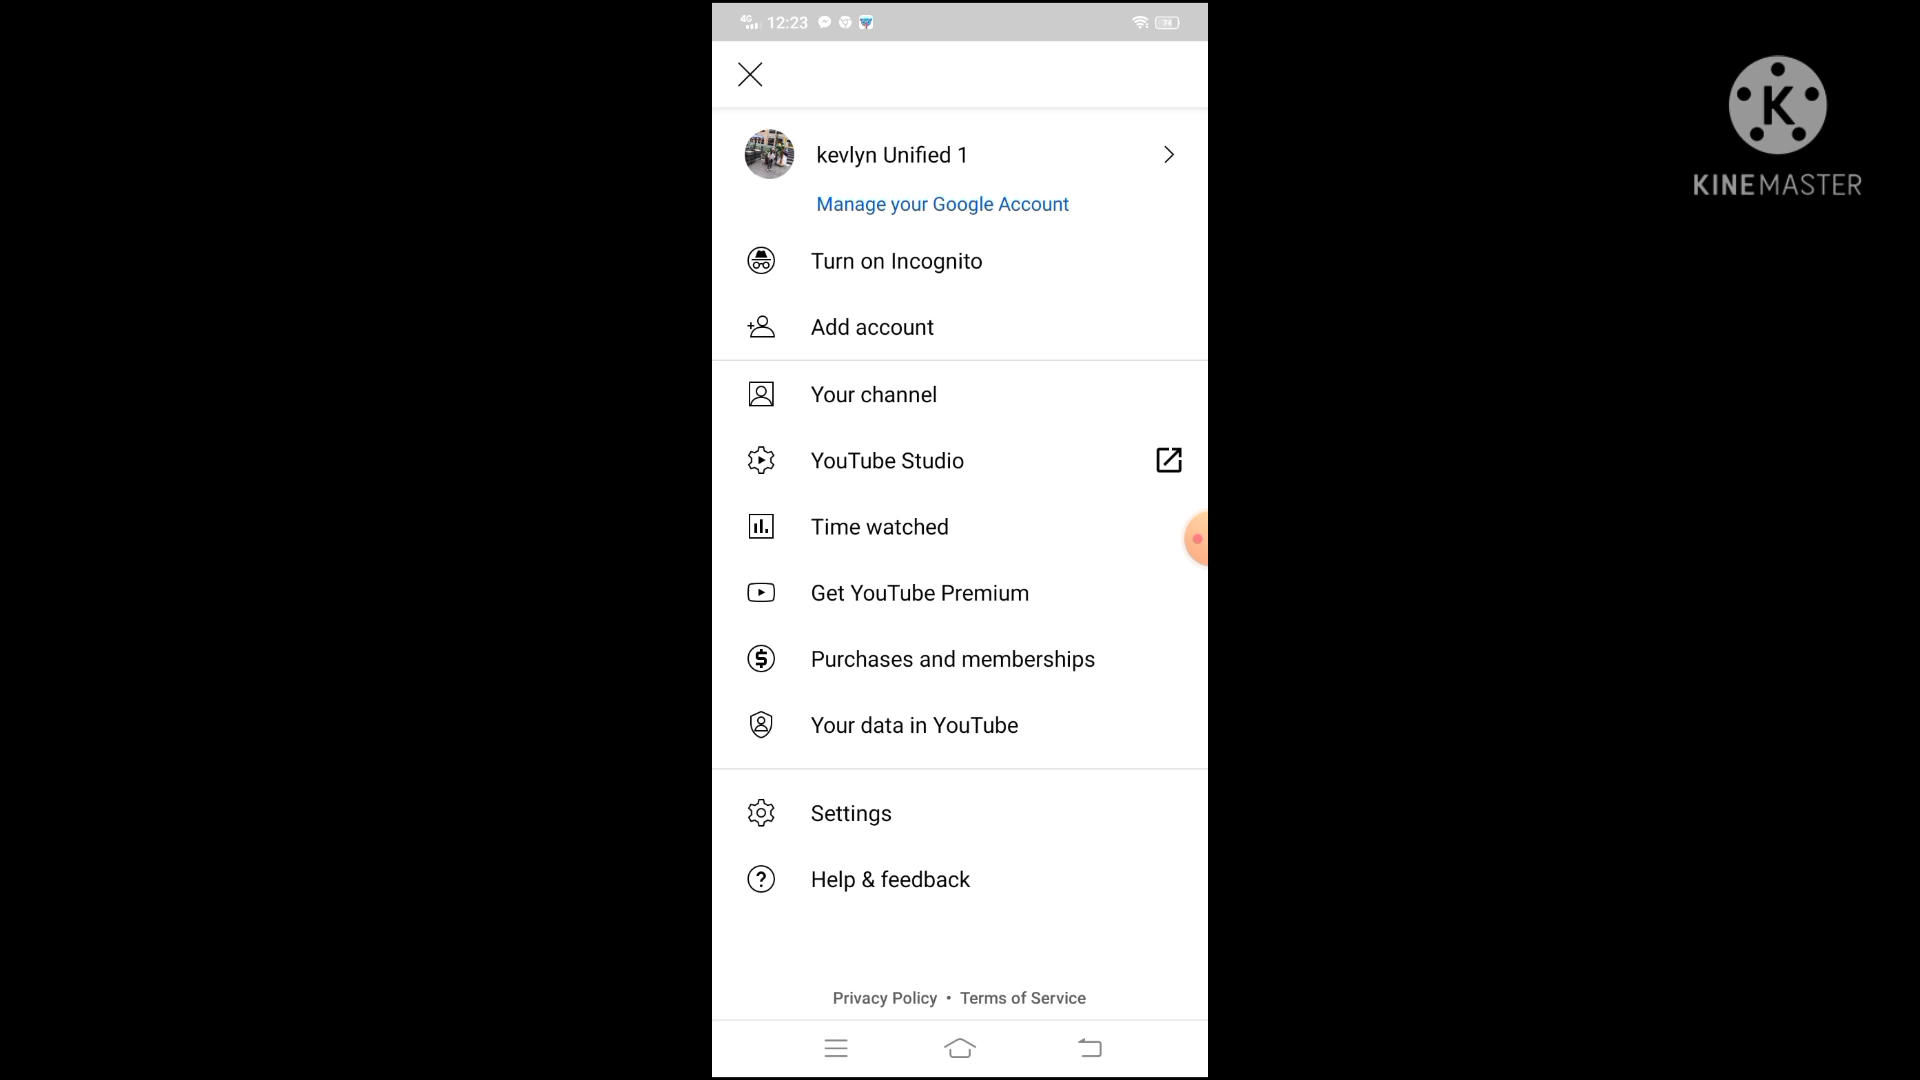 4G 12:23 74
kevlyn Unified 1
Manage your Google Account
Turn on Incognito
Add account
Your channel
YouTube Studio
Time watched
Get YouTube Premium
Purchases and memberships
Your data in YouTube
Settings
Help & feedback
Privacy Policy • Terms of Service
K
KINEMASTER